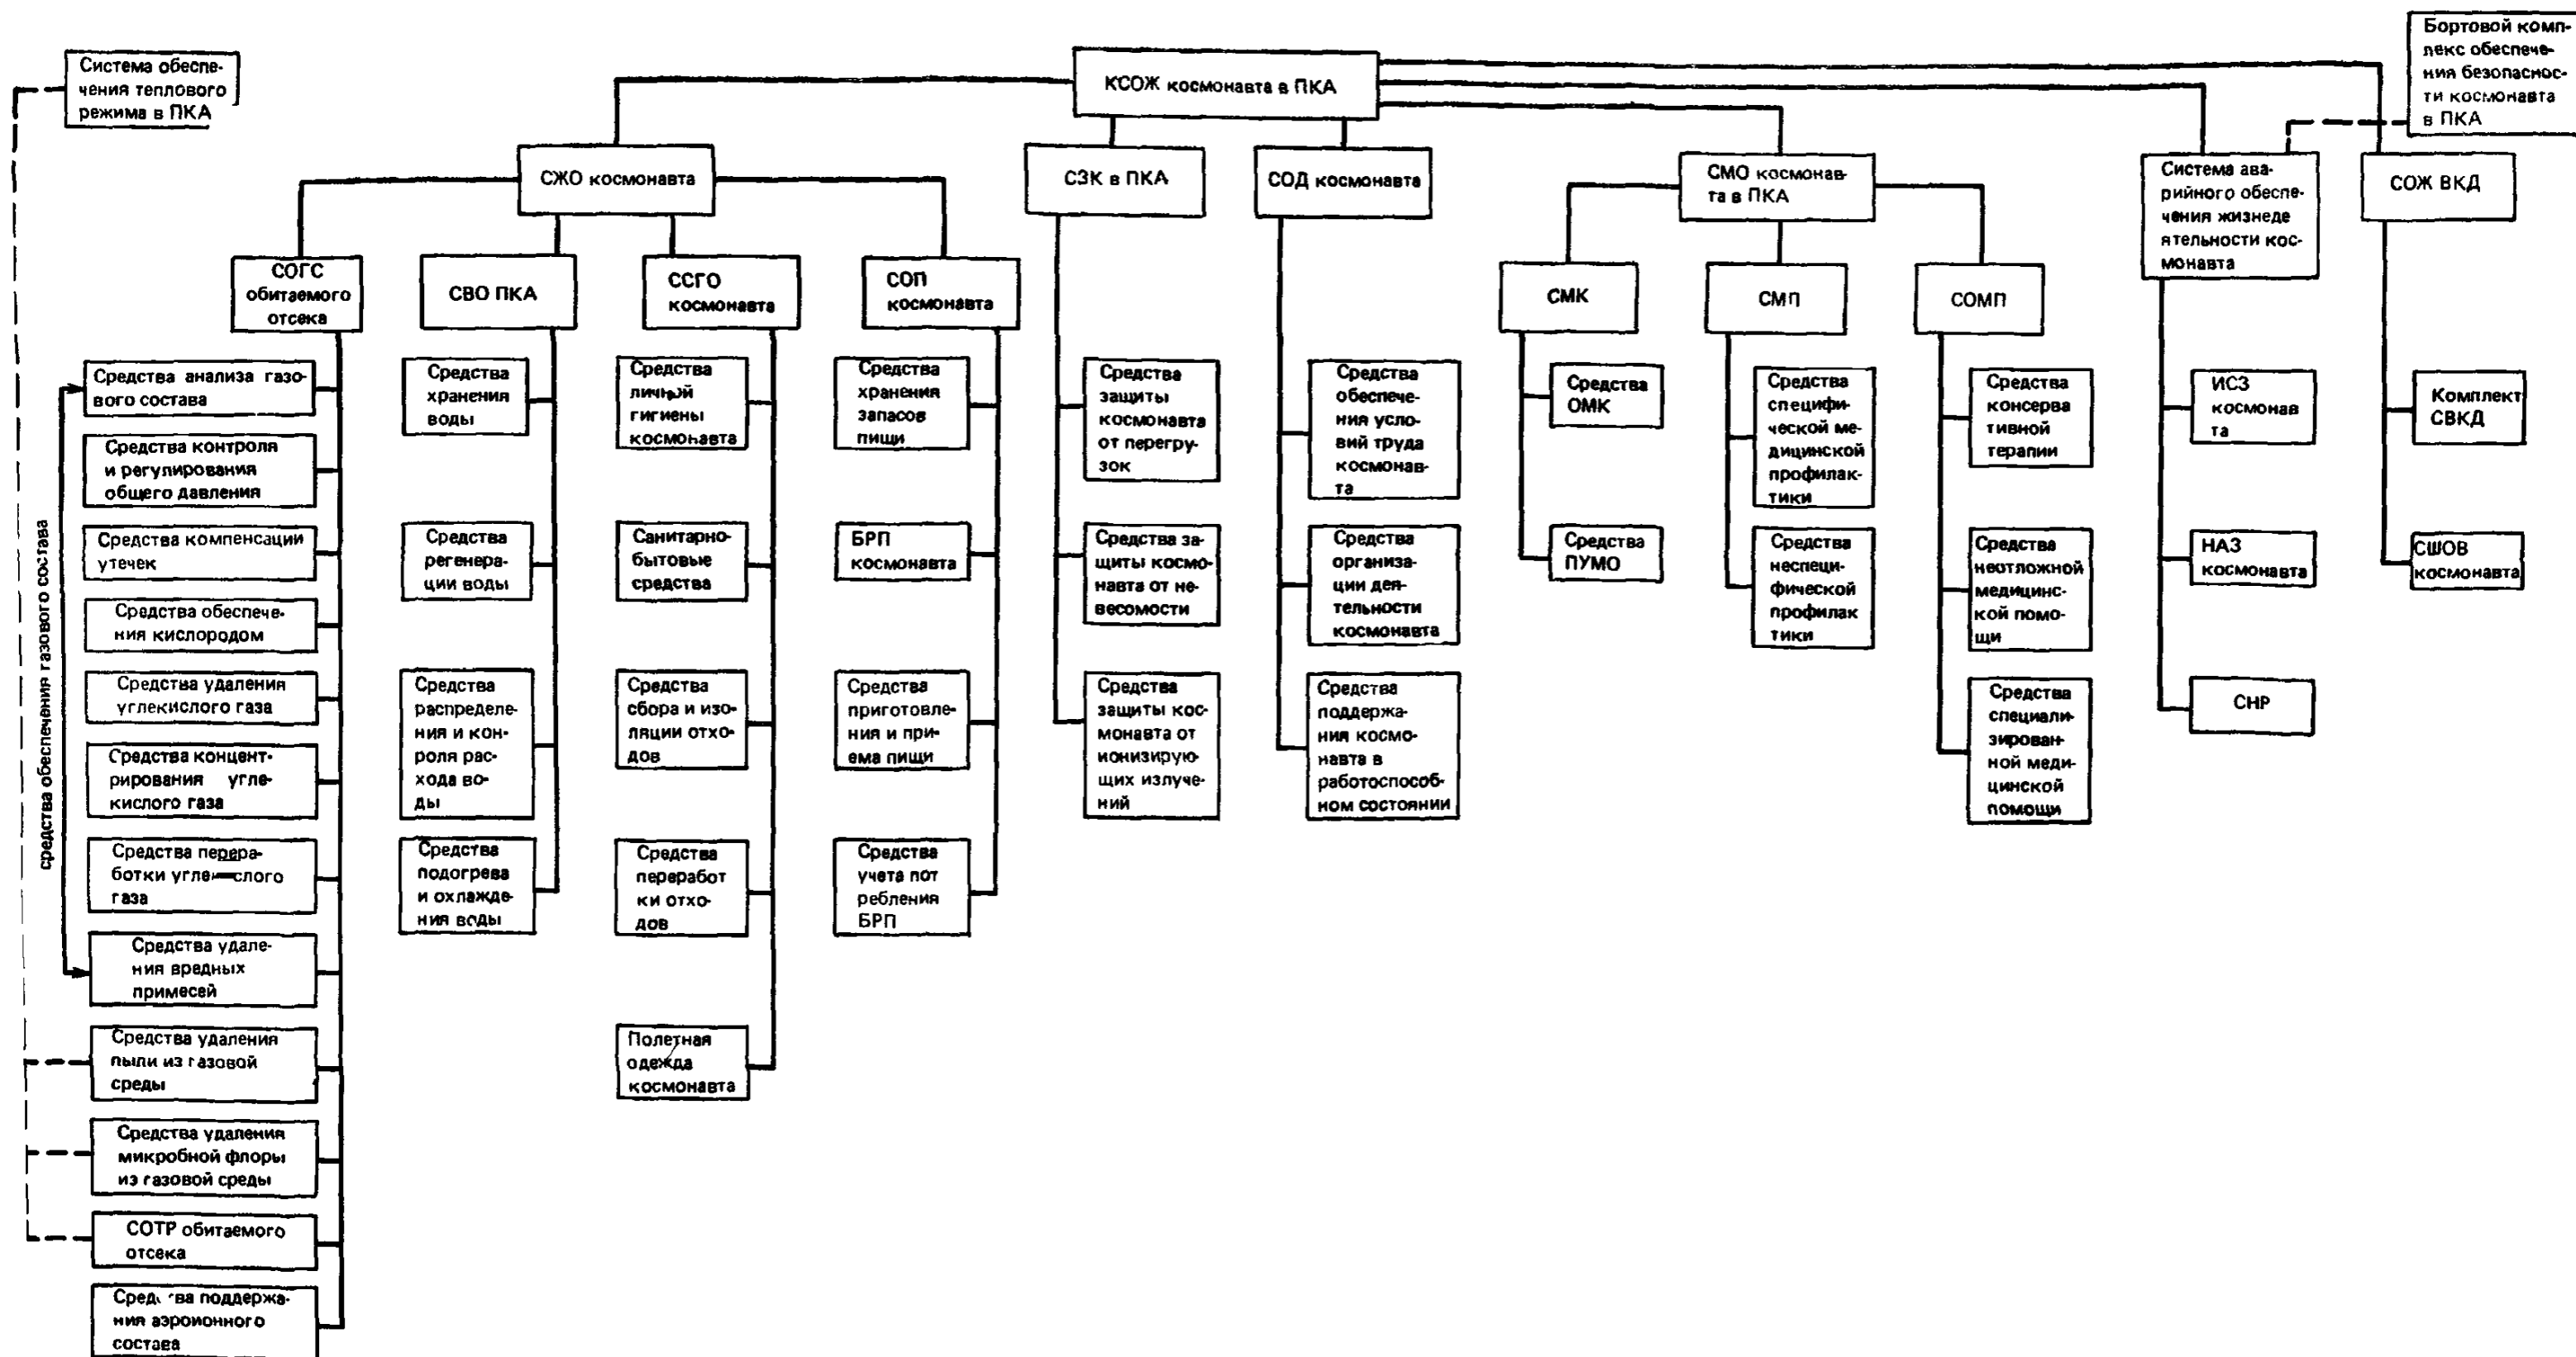 Система обеспе-
чения теплового
режима в ПКА
КСОЖ космонавта в ПКА
Бортовой комп-
лекс обеспече-
ния безопаснос-
ти космонавта
в ПКА
СЖО космонавта
СЗК в ПКА
СОД космонавта
СМО космонав-
та в ПКА
Система ава-
рийного обеспе-
чения жизнеде
ятельности кос-
монавта
СОЖ ВКД
СОГС
обитаемого
отсека
СВО ПКА
ССГО
космонавта
СОП
космонавта
СМК
СМП
СОМП
средства обеспечения газового состава
Средства анализа газо-
вого состава
Средства контроля
и регулирования
общего давления
Средства компенсации
утечек
Средства обеспече-
ния кислородом
Средства удаления
углекислого газа
Средства концент-
рирования угле-
кислого газа
Средства перера-
ботки углекислого
газа
Средства удале-
ния вредных
примесей
Средства удаления
пыли из газовой
среды
Средства удаления
микробной флоры
из газовой среды
СОТР обитаемого
отсека
Средства поддержа-
ния аэроионного
состава
Средства
хранения
воды
Средства
регенера-
ции воды
Средства
распределе-
ния и кон-
роля рас-
хода во-
ды
Средства
подогрева
и охлажде-
ния воды
Средства
личной
гигиены
космонавта
Санитарно-
бытовые
средства
Средства
сбора и изо-
ляции отхо-
дов
Средства
переработ
ки отхо-
дов
Полетная
одежда
космонавта
Средства
хранения
запасов
пищи
БРП
космонавта
Средства
приготовле-
ния и при-
ема пищи
Средства
учета пот
ребления
БРП
Средства
защиты
космонавта
от перегру-
зок
Средства за-
щиты космо-
навта от не-
весомости
Средства
защиты кос-
монавта от
ионизирую-
щих излуче-
ний
Средства
обеспече-
ния усло-
вий труда
космонав-
та
Средства
организа-
ции дея-
тельности
космонавта
Средства
поддержа-
ния космо-
навта в
работоспособ-
ном состоянии
Средства
ОМК
Средства
ПУМО
Средства
специфи-
ческой ме-
дицинской
профилак-
тики
Средства
неспеци-
фической
профилак
тики
Средства
консерва
тивной
терапии
Средства
неотложной
медицинс-
кой помо-
щи
Средства
специали-
зирован-
ной меди-
цинской
помощи
ИСЗ
космонав
та
НАЗ
космонавта
СНР
Комплект
СВКД
СШОВ
космонавта